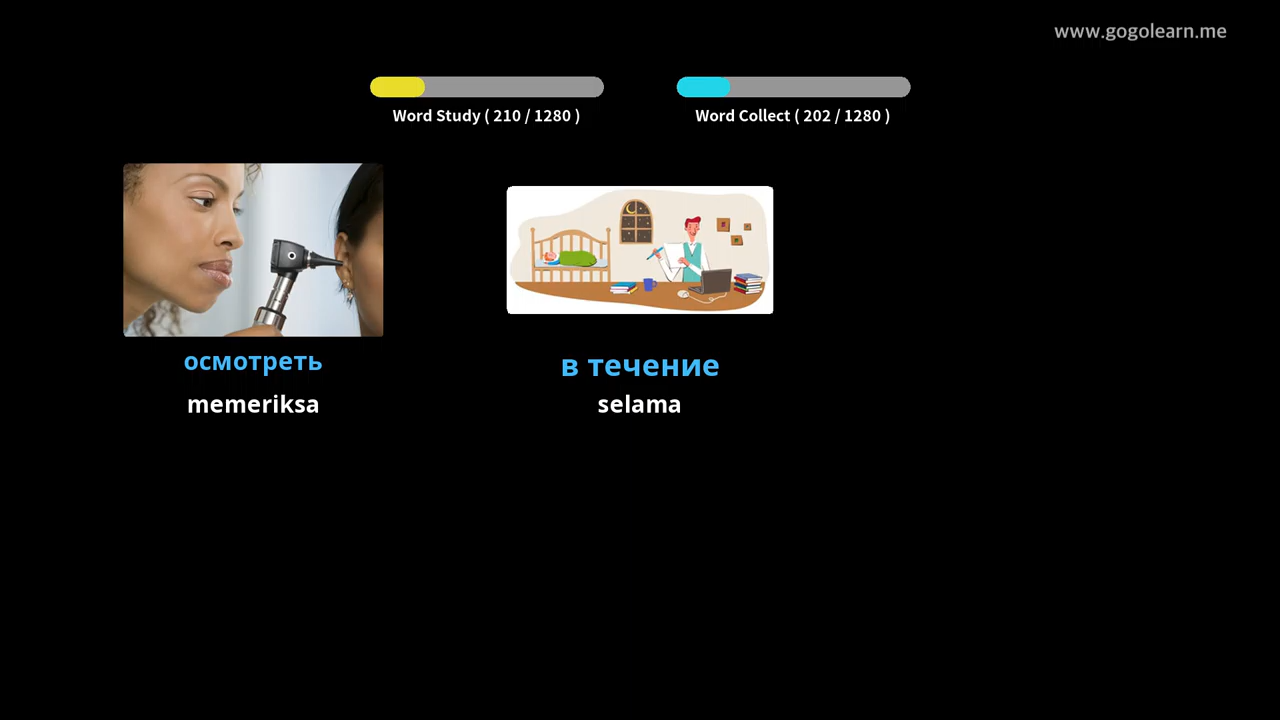 www.gogolearn.me
Word Study ( 210 / 1280 )
Word Collect ( 202 / 1280 )
осмотреть
memeriksa
в течение
selama